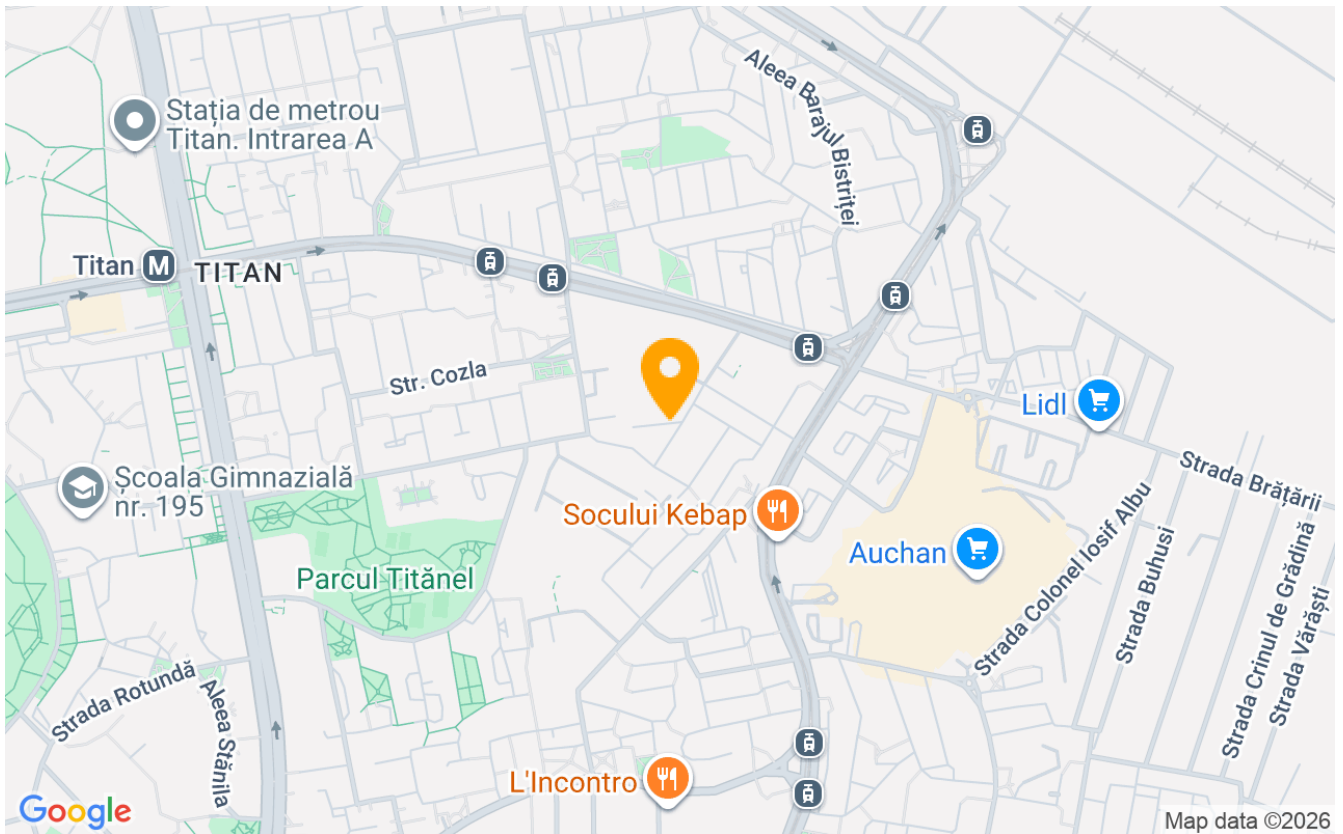 Aleea Barajul Bistriței
Stația de metrou
Titan. Intrarea A
Titan
M
TITAN
Str. Cozla
Lidl
Strada Brățării
Școala Gimnazială
nr. 195
Socului Kebap
Auchan
Strada Colonel Iosif Albu
Strada Buhusi
Strada Crinul de Grădină
Strada Vărăști
Parcul Titănel
Strada Rotundă
Aleea Stănila
L'Incontro
Google
Map data ©2026